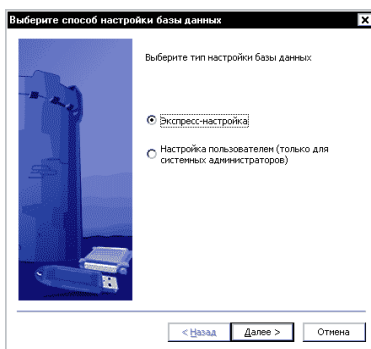 Выберите способ настройки базы данных
Выберите тип настройки базы данных
Экспресс-настройка
Настройка пользователем (только для
системных администраторов)
< Назад
Далее >
Отмена